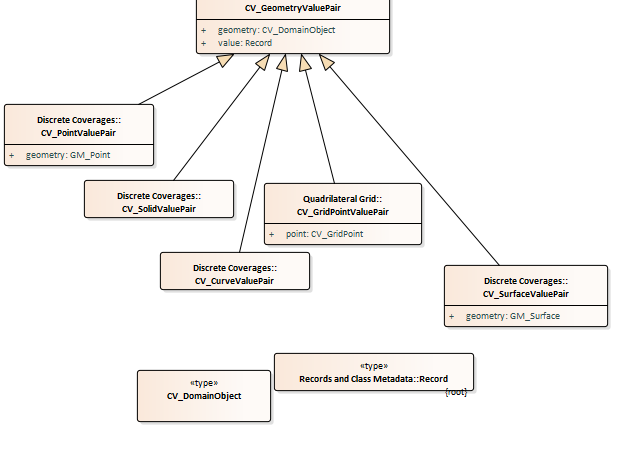 CV_GeometryValuePair
+ geometry: CV_DomainObject
+ value: Record
Discrete Coverages::
CV_PointValuePair
+ geometry: GM_Point
Discrete Coverages::
CV_SolidValuePair
Quadrilateral Grid::
CV_GridPointValuePair
+ point: CV_GridPoint
Discrete Coverages::
CV_CurveValuePair
Discrete Coverages::
CV_SurfaceValuePair
+ geometry: GM_Surface
«type»
Records and Class Metadata::Record
{root}
«type»
CV_DomainObject